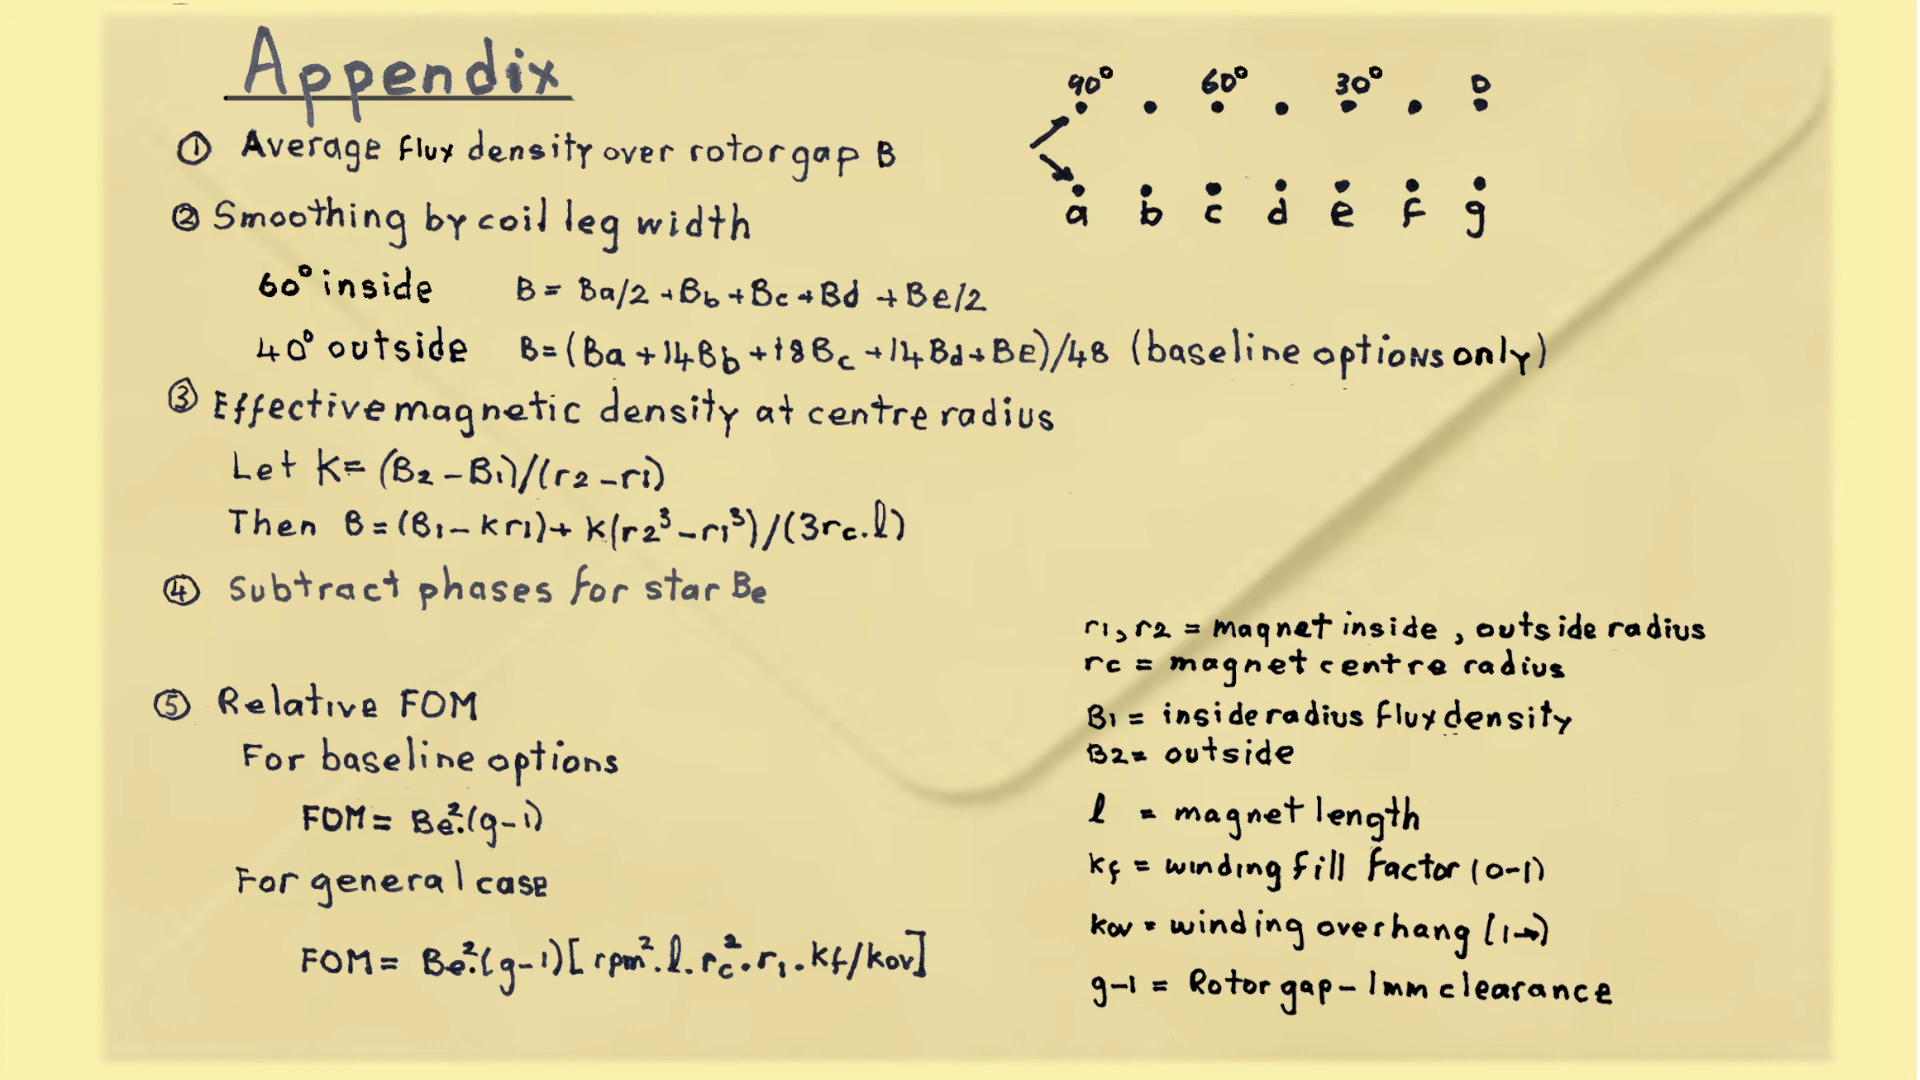 Appendix
90° 60° 30° 0
① Average flux density over rotor gap B
a b c d e f g
② Smoothing by coil leg width
60° inside B = Ba/2 + Bb + Bc + Bd + Be/2
40° outside B = (Ba + 14Bb + 18Bc + 14Bd + BE)/48 (baseline options only)
③ Effective magnetic density at centre radius
Let K = (B2 - B1)/(r2 - r1)
Then B = (B1 - kr1) + k(r2³ - r1³)/(3rc.l)
④ Subtract phases for star Be
⑤ Relative FOM
For baseline options
FOM = Be².(g-1)
For general case
FOM = Be².(g-1)[rpm².l.rc².r1.kf/kov]
r1, r2 = magnet inside, outside radius
rc = magnet centre radius
B1 = inside radius flux density
B2 = outside
l = magnet length
kf = winding fill factor (0-1)
kov = winding overhang (1→)
g-1 = Rotor gap - 1mm clearance